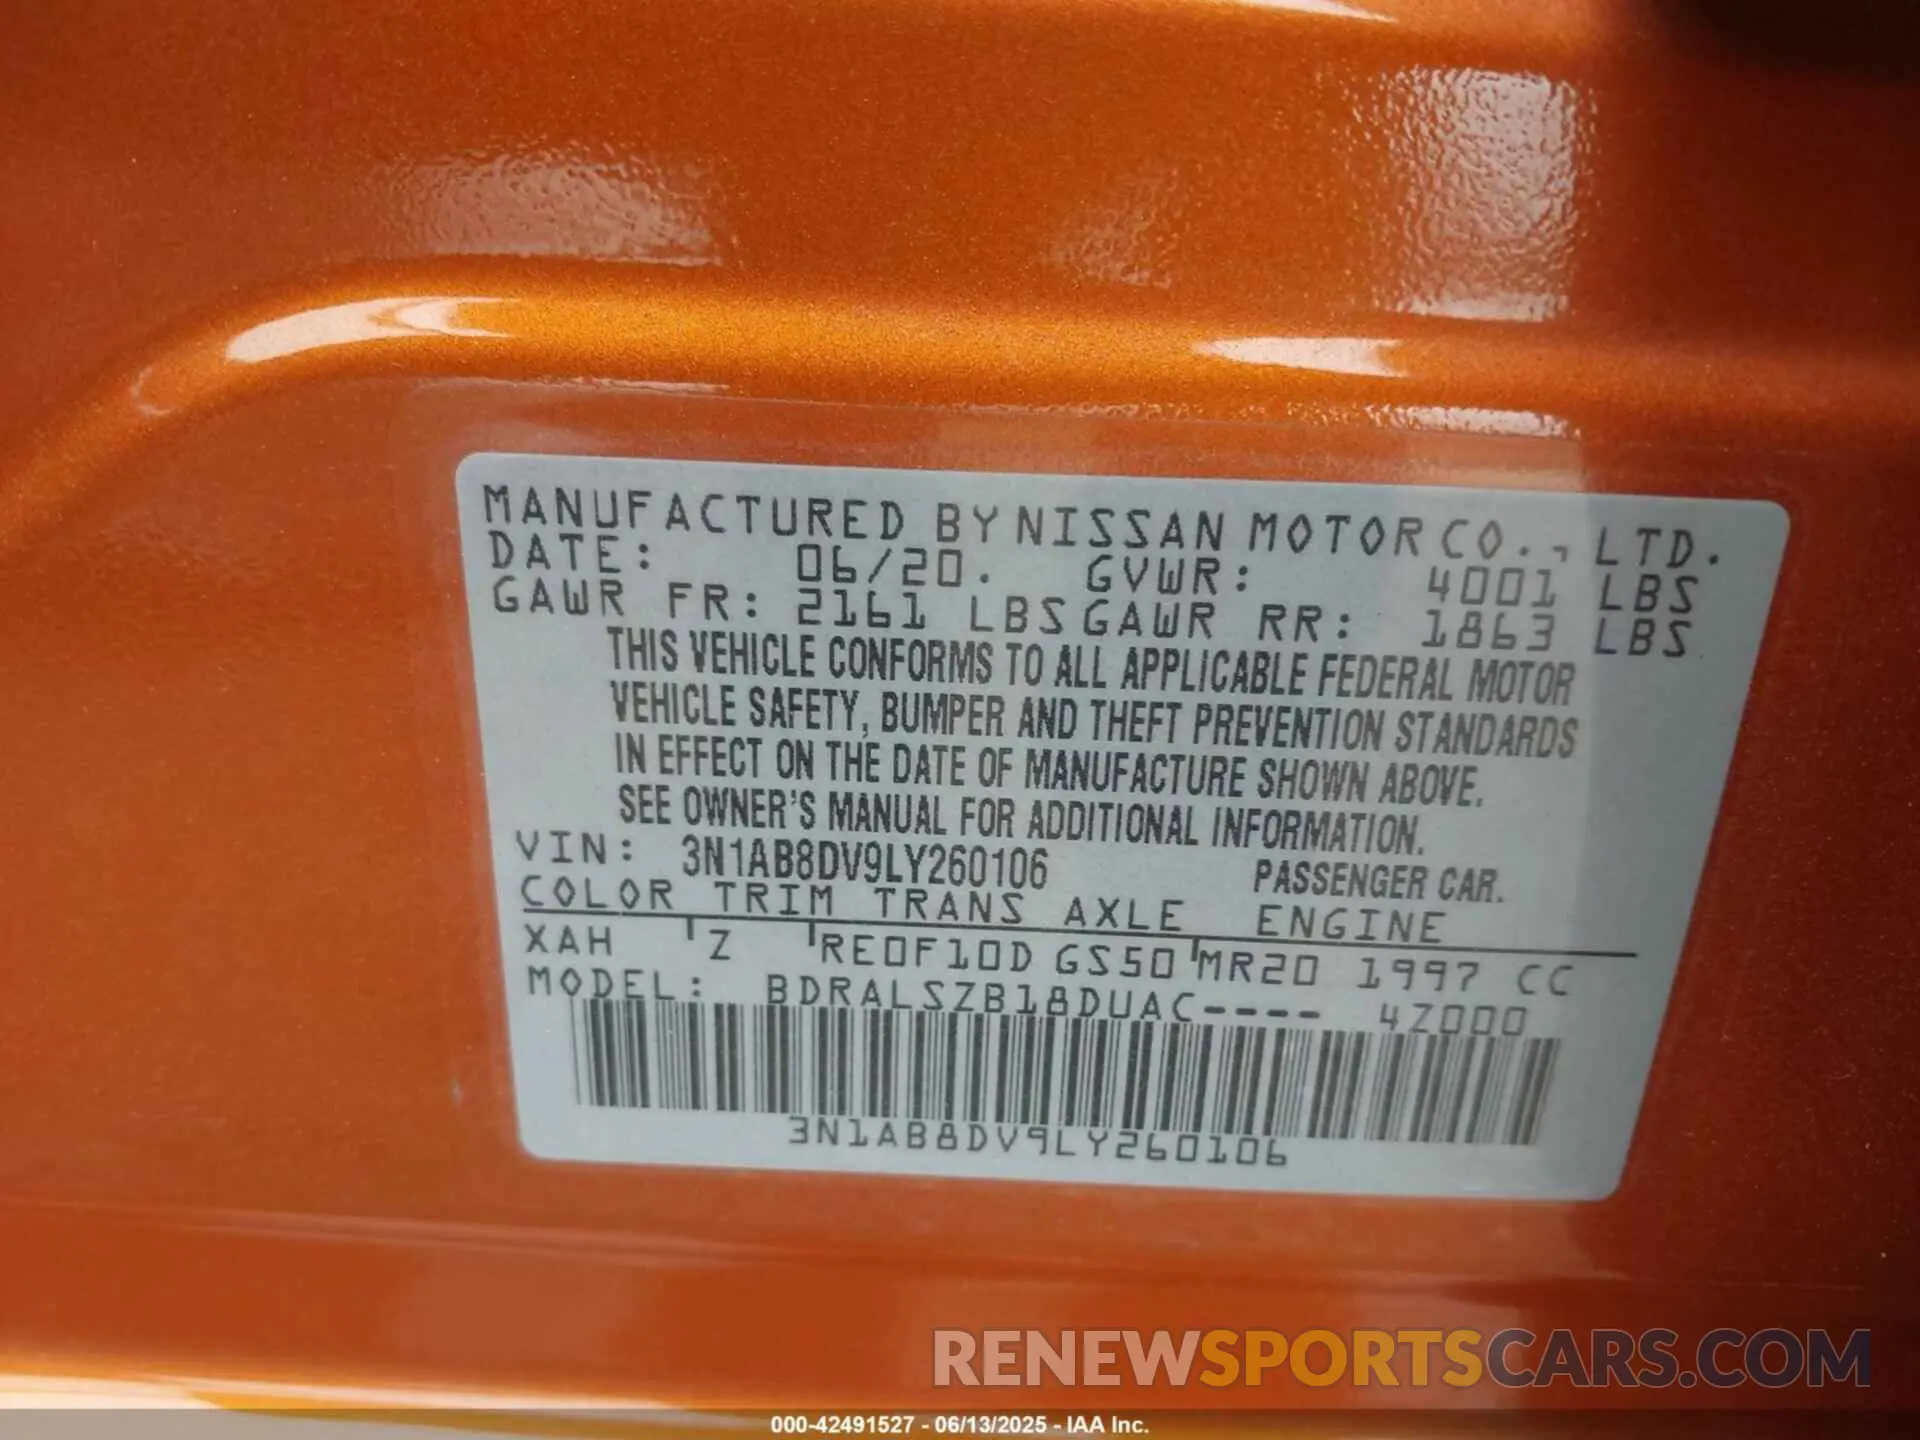 MANUFACTURED BY NISSAN MOTOR CO., LTD.
DATE: 06/20. GVWR: 4001 LBS
GAWR FR: 2161 LBS GAWR RR: 1863 LBS
THIS VEHICLE CONFORMS TO ALL APPLICABLE FEDERAL MOTOR
VEHICLE SAFETY, BUMPER AND THEFT PREVENTION STANDARDS
IN EFFECT ON THE DATE OF MANUFACTURE SHOWN ABOVE.
SEE OWNER'S MANUAL FOR ADDITIONAL INFORMATION.
VIN: 3N1AB8DV9LY260106 PASSENGER CAR.
COLOR TRIM TRANS AXLE ENGINE
XAH Z RE0F10D GS50 MR20 1997 CC
MODEL: BDRALSZB18DUAC---- 4Z000
3N1AB8DV9LY260106
RENEWSPORTSCARS.COM
000-42491527 - 06/13/2025 - IAA Inc.